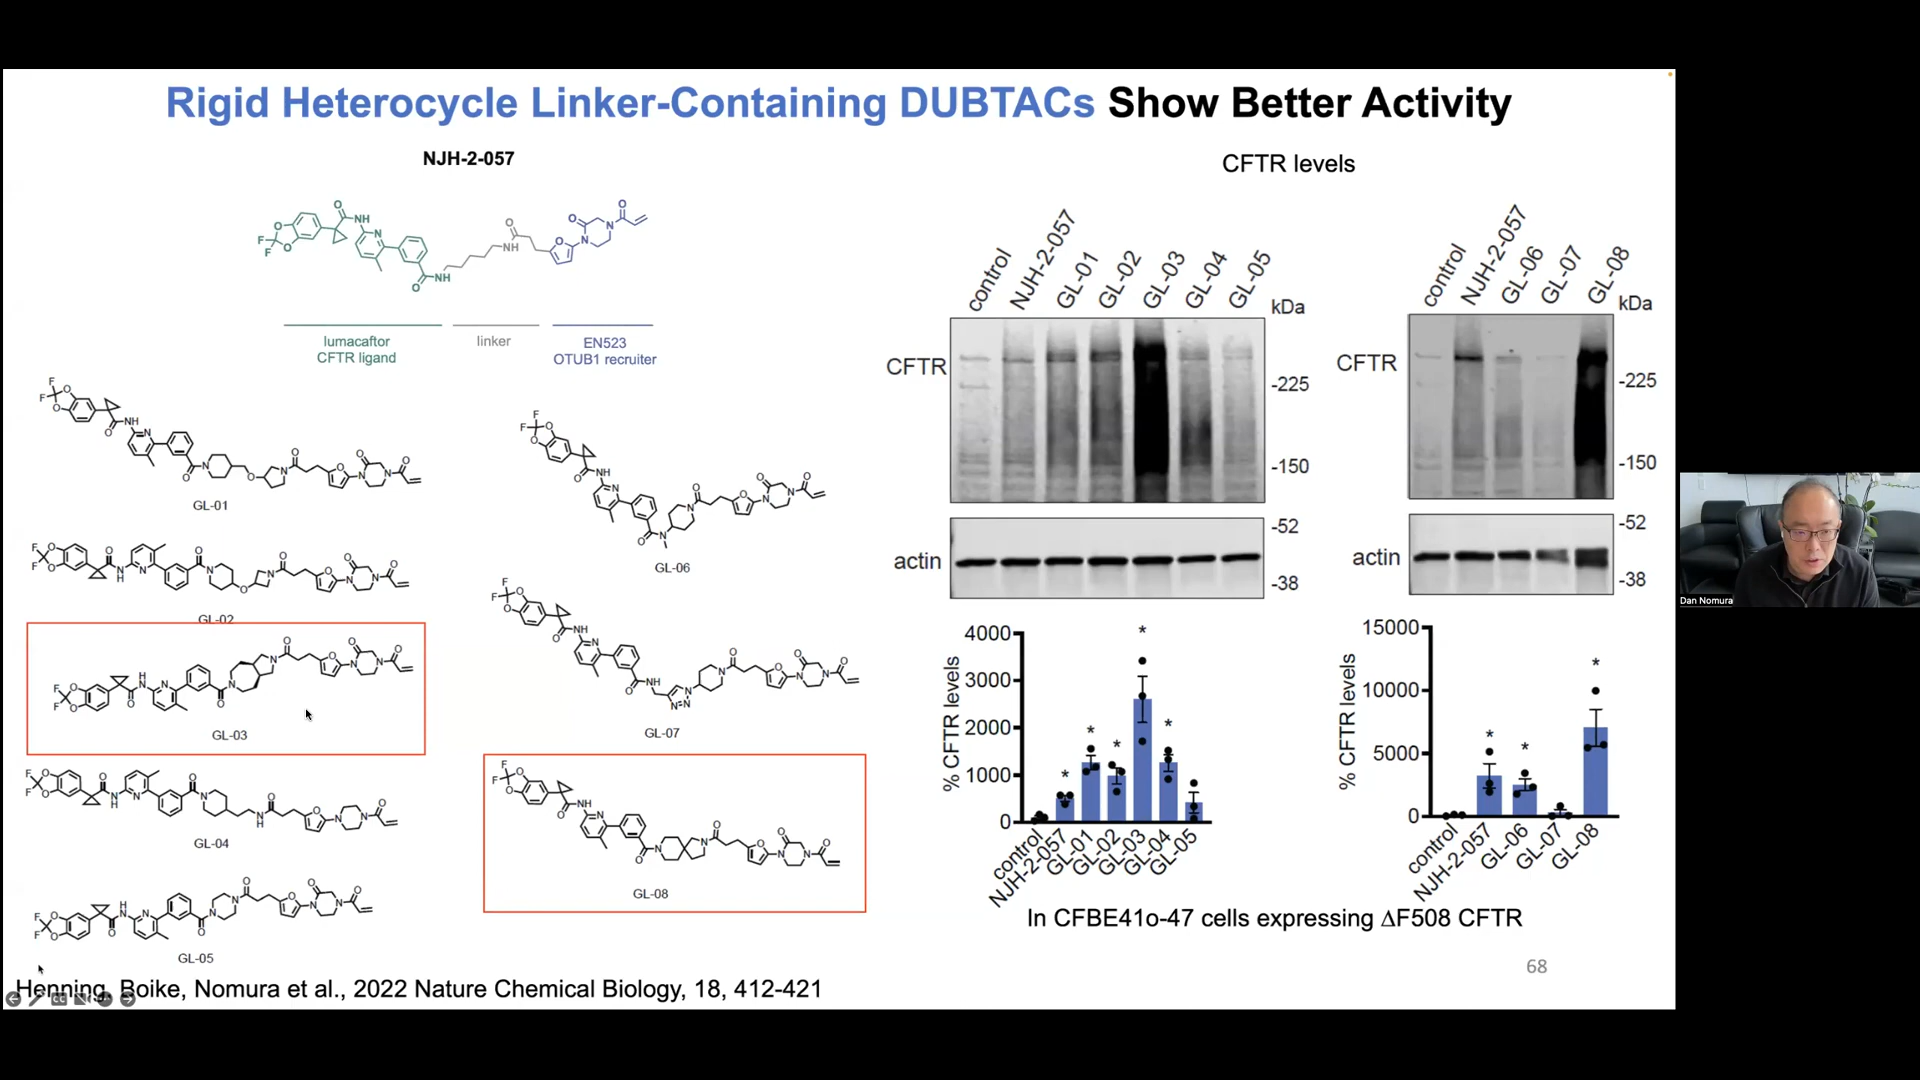 Rigid Heterocycle Linker-Containing DUBTACs Show Better Activity
NJH-2-057
lumacaftor
CFTR ligand
linker
EN523
OTUB1 recruiter
GL-01
GL-02
GL-03
GL-04
GL-05
GL-06
GL-07
GL-08
CFTR levels
control
NJH-2-057
GL-01
GL-02
GL-03
GL-04
GL-05
kDa
CFTR
-225
-150
actin
-52
-38
control
NJH-2-057
GL-06
GL-07
GL-08
kDa
CFTR
-225
-150
actin
-52
-38
% CFTR levels
4000
3000
2000
1000
0
* * * * *
control
NJH-2-057
GL-01
GL-02
GL-03
GL-04
GL-05
% CFTR levels
15000
10000
5000
0
* * *
control
NJH-2-057
GL-06
GL-07
GL-08
In CFBE41o-47 cells expressing ΔF508 CFTR
68
Henning, Boike, Nomura et al., 2022 Nature Chemical Biology, 18, 412-421
Dan Nomura